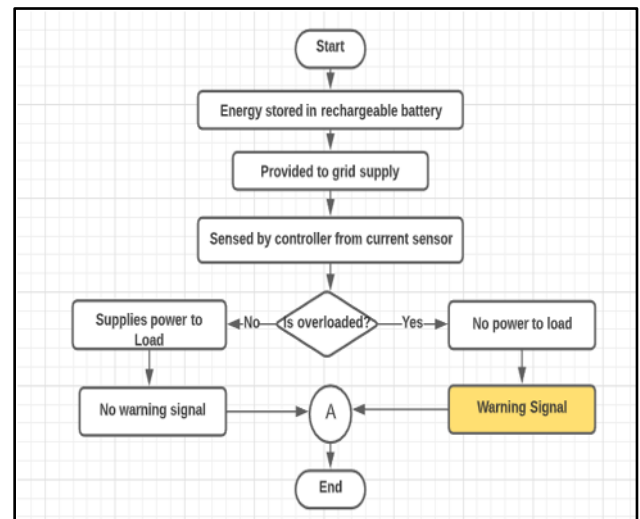 Start
Energy stored in rechargeable battery
Provided to grid supply
Sensed by controller from current sensor
Supplies power to
Load
No
Is overloaded?
Yes
No power to load
No warning signal
A
Warning Signal
End